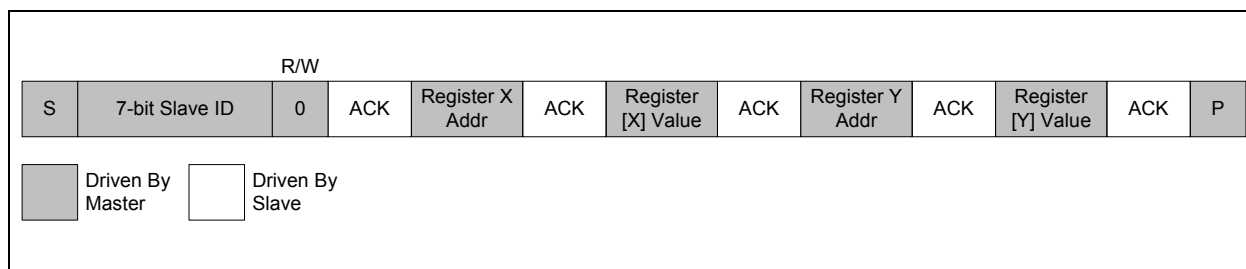 R/W
S
7-bit Slave ID
0
ACK
Register X
Addr
ACK
Register
[X] Value
ACK
Register Y
Addr
ACK
Register
[Y] Value
ACK
P
Driven By
Master
Driven By
Slave